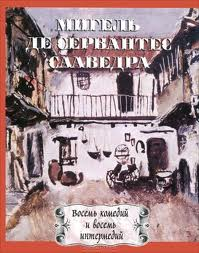 МИГЕЛЬ
ДЕ СЕРВАНТЕС
СААВЕДРА
Восемь комедий
и восемь
интермедий